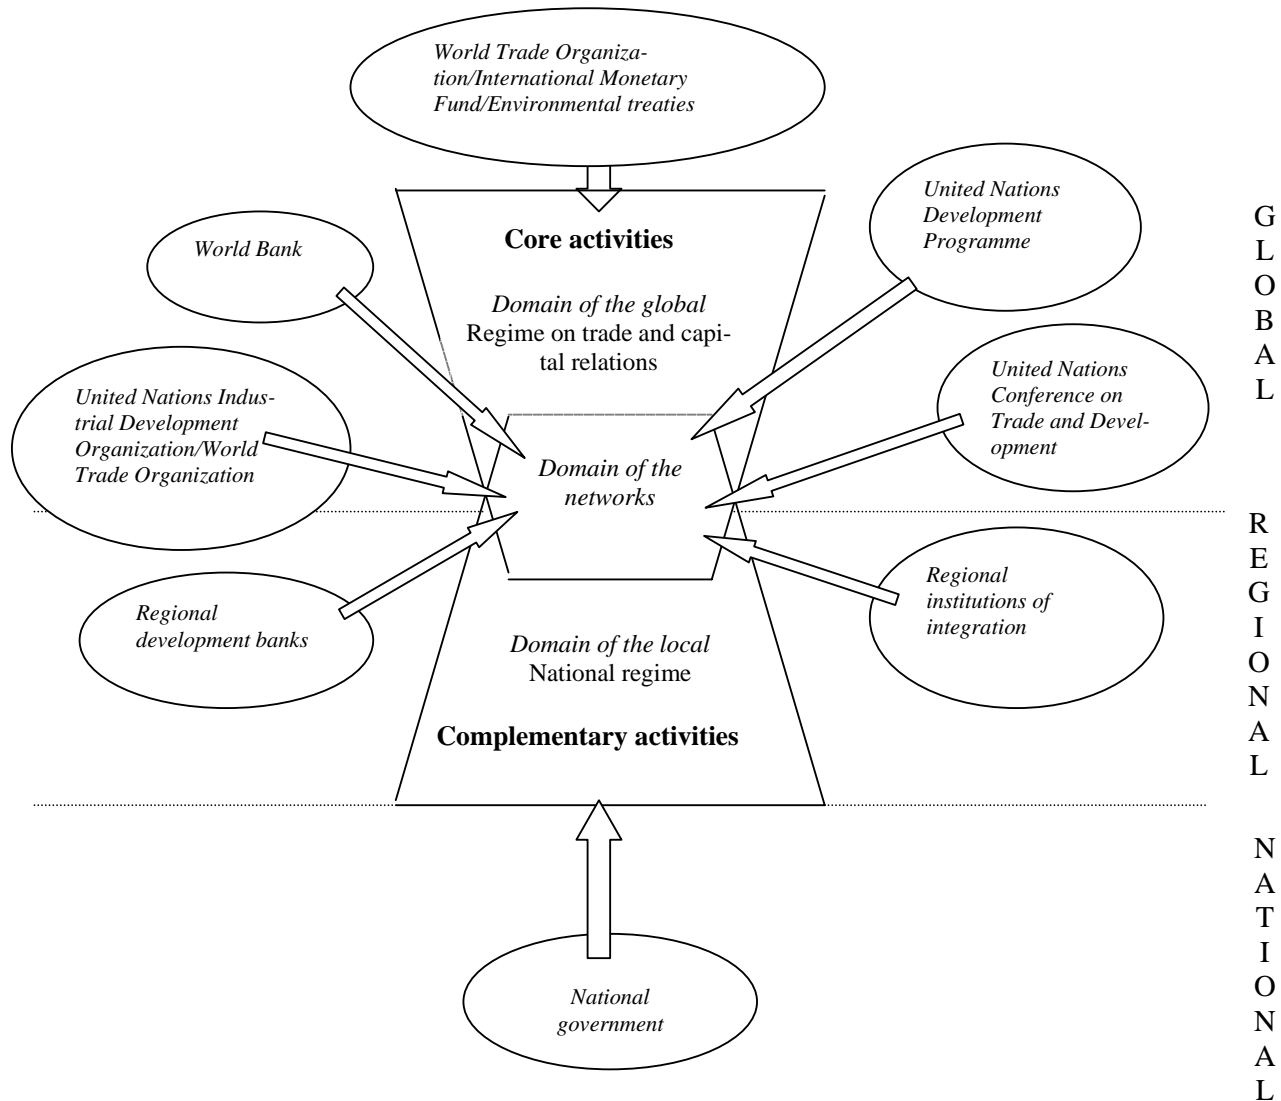 World Trade Organiza-
tion/International Monetary
Fund/Environmental treaties
United Nations
Development
Programme
World Bank
Core activities
Domain of the global
Regime on trade and capi-
tal relations
United Nations Indus-
trial Development
Organization/World
Trade Organization
United Nations
Conference on
Trade and Devel-
opment
Domain of the
networks
Regional
development banks
Regional
institutions of
integration
Domain of the local
National regime
Complementary activities
National
government
G
L
O
B
A
L
R
E
G
I
O
N
A
L
N
A
T
I
O
N
A
L